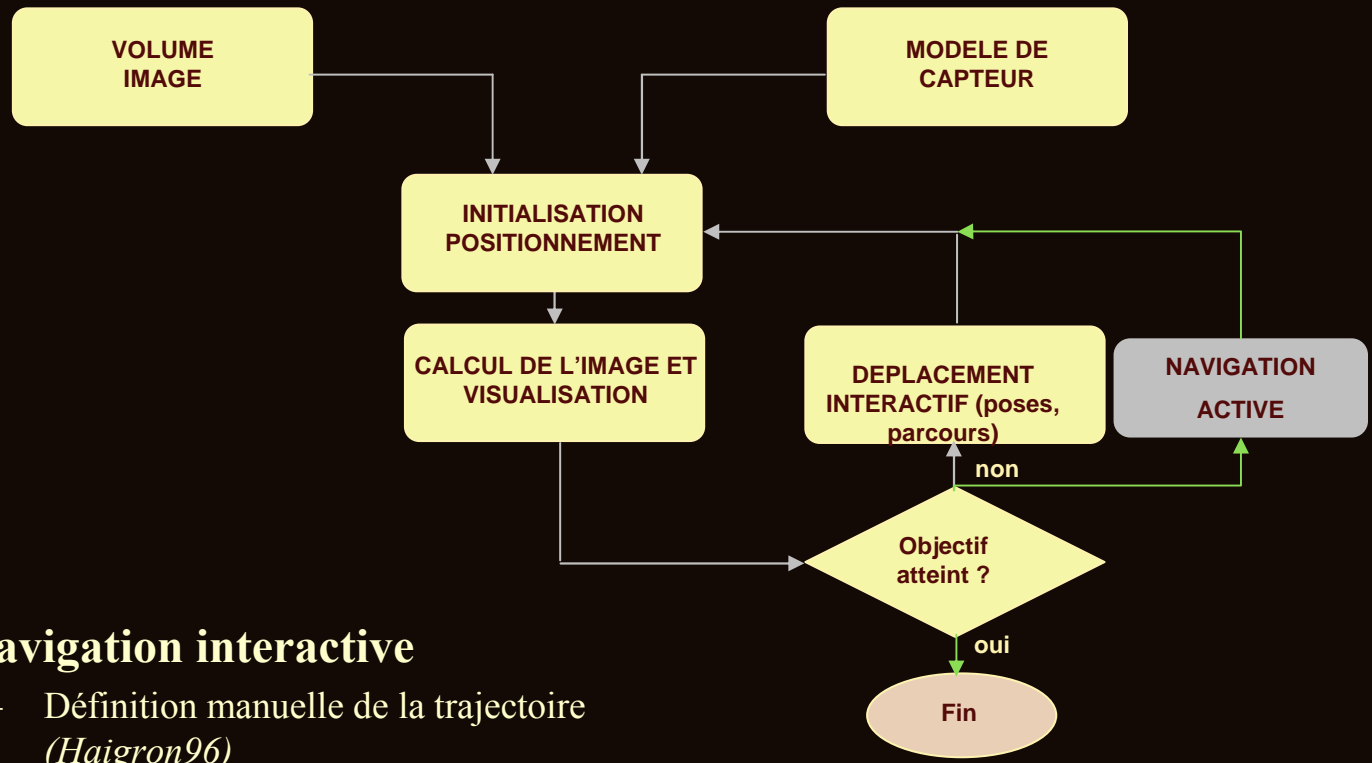 VOLUME
IMAGE
MODELE DE
CAPTEUR
INITIALISATION
POSITIONNEMENT
CALCUL DE L'IMAGE ET
VISUALISATION
DEPLACEMENT
INTERACTIF (poses,
parcours)
NAVIGATION
ACTIVE
non
Objectif
atteint ?
oui
Fin
avigation interactive
– Définition manuelle de la trajectoire
(Haigron96)